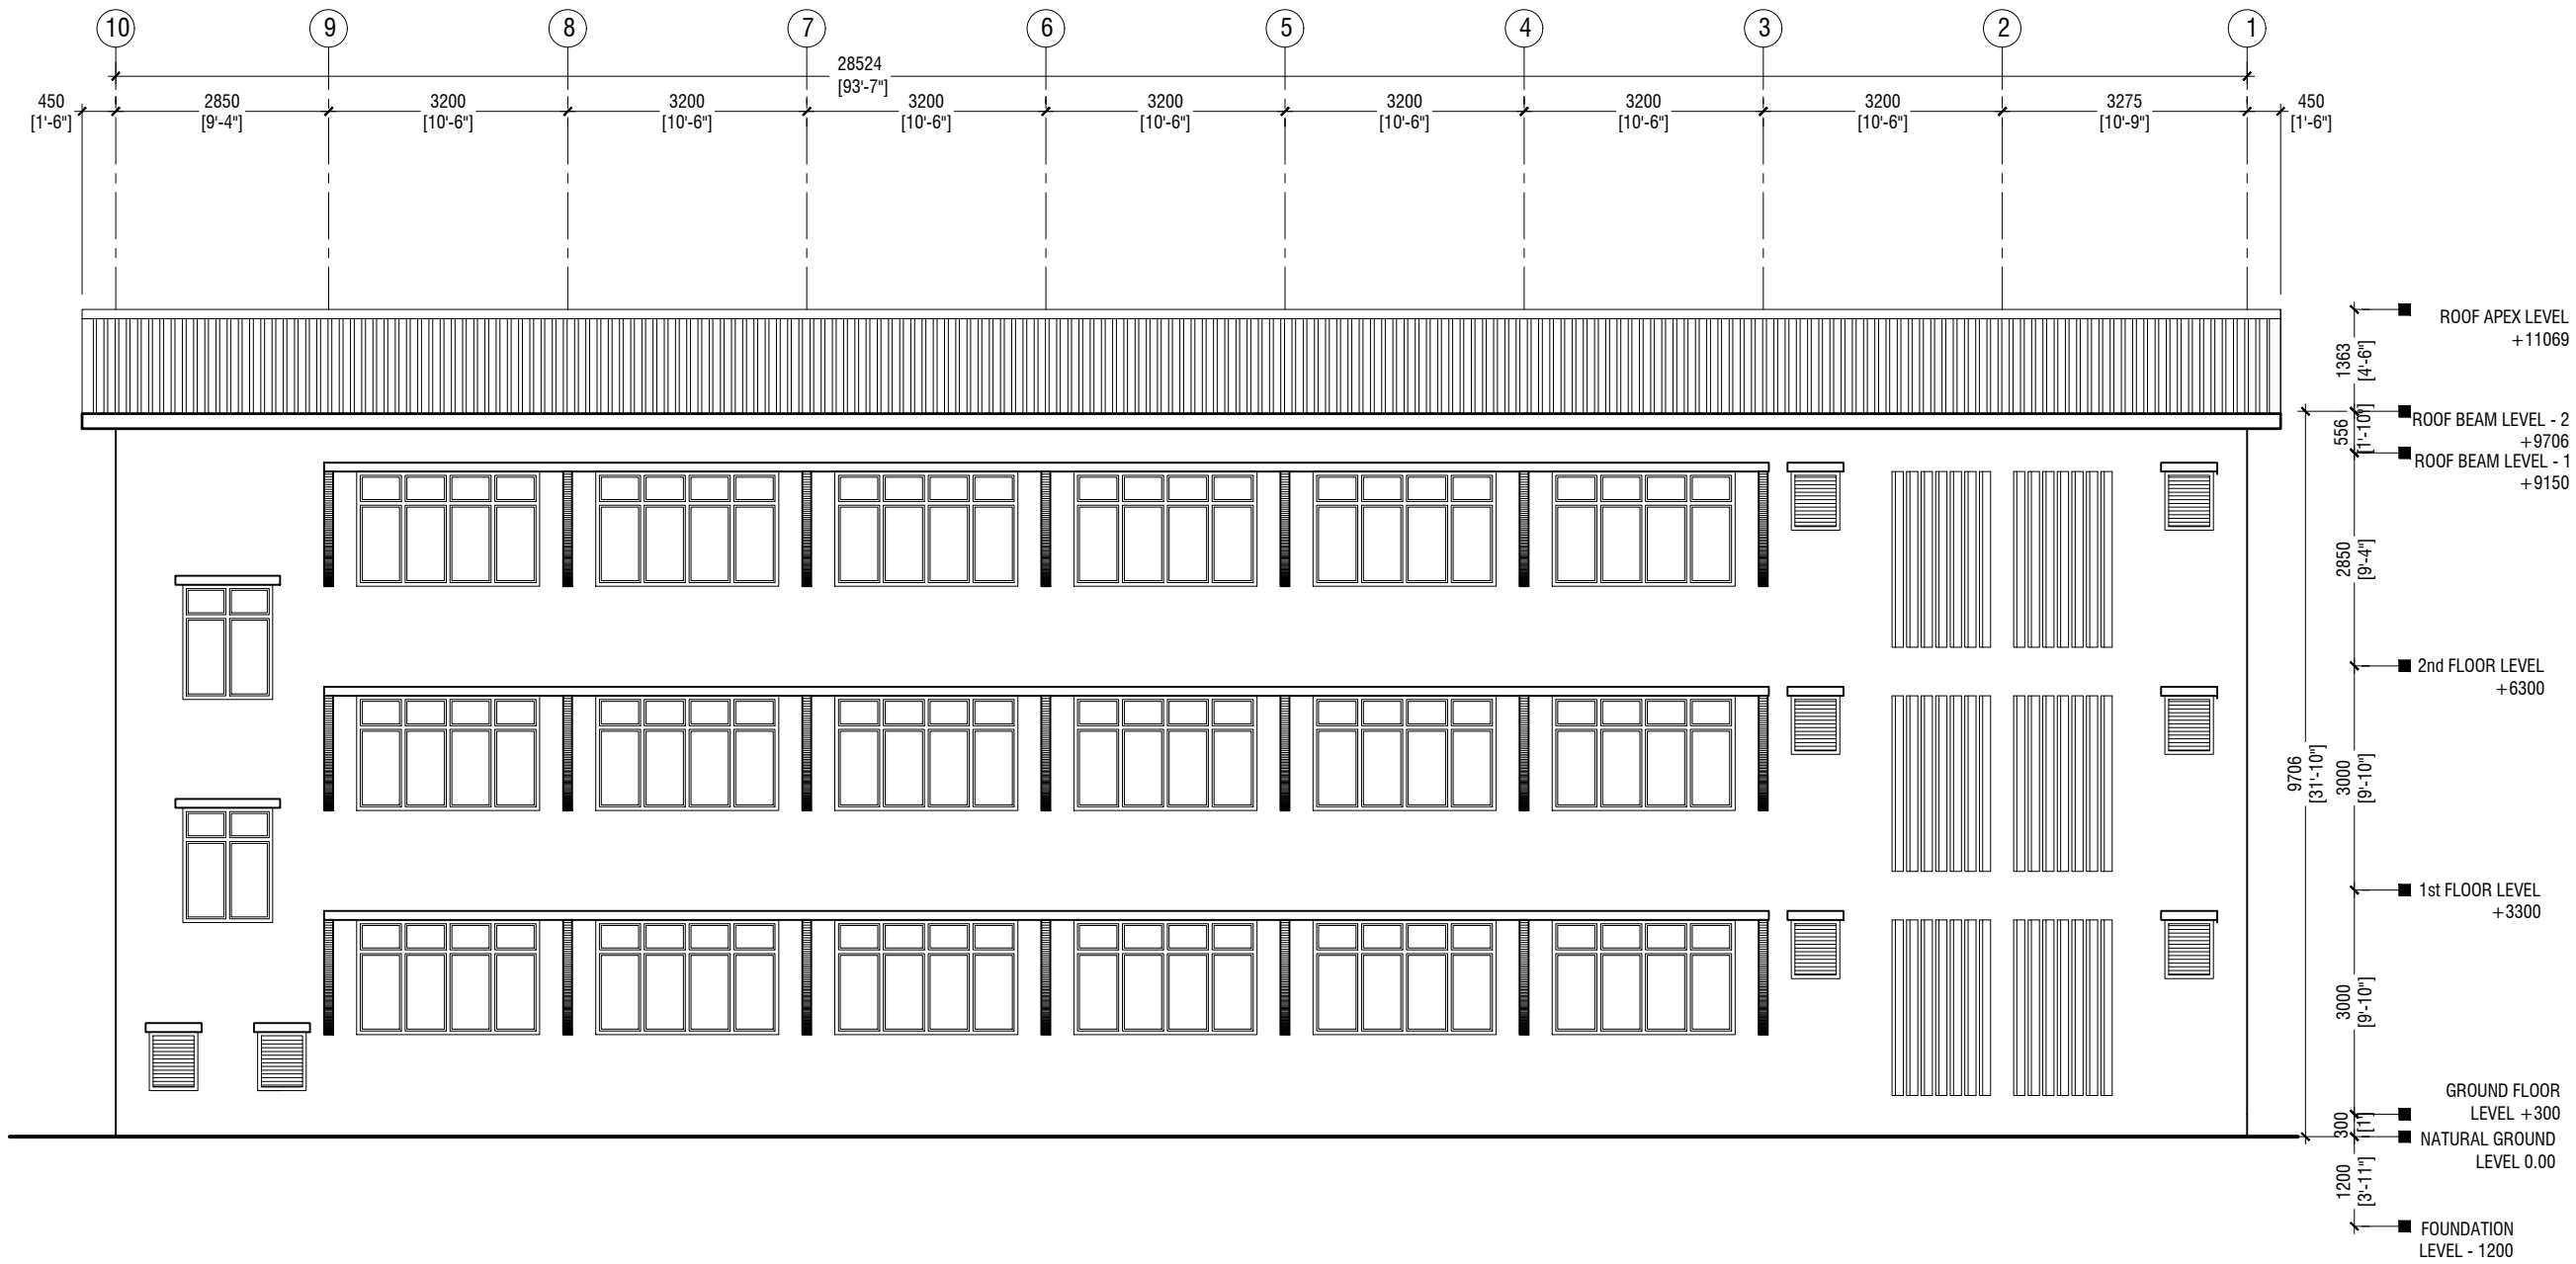 10 9 8 7 6 5 4 3 2 1
28524
[93'-7"]
450 2850 3200 3200 3200 3200 3200 3200 3200 3275 450
[1'-6"] [9'-4"] [10'-6"] [10'-6"] [10'-6"] [10'-6"] [10'-6"] [10'-6"] [10'-6"] [10'-9"] [1'-6"]
ROOF APEX LEVEL
+11069
1363
[4'-6"]
ROOF BEAM LEVEL - 2
+9706
556
[1'-10"]
ROOF BEAM LEVEL - 1
+9150
2850
[9'-4"]
2nd FLOOR LEVEL
+6300
9706
[31'-10"]
3000
[9'-10"]
1st FLOOR LEVEL
+3300
3000
[9'-10"]
GROUND FLOOR
LEVEL +300
300
[1']
NATURAL GROUND
LEVEL 0.00
1200
[3'-11"]
FOUNDATION
LEVEL - 1200